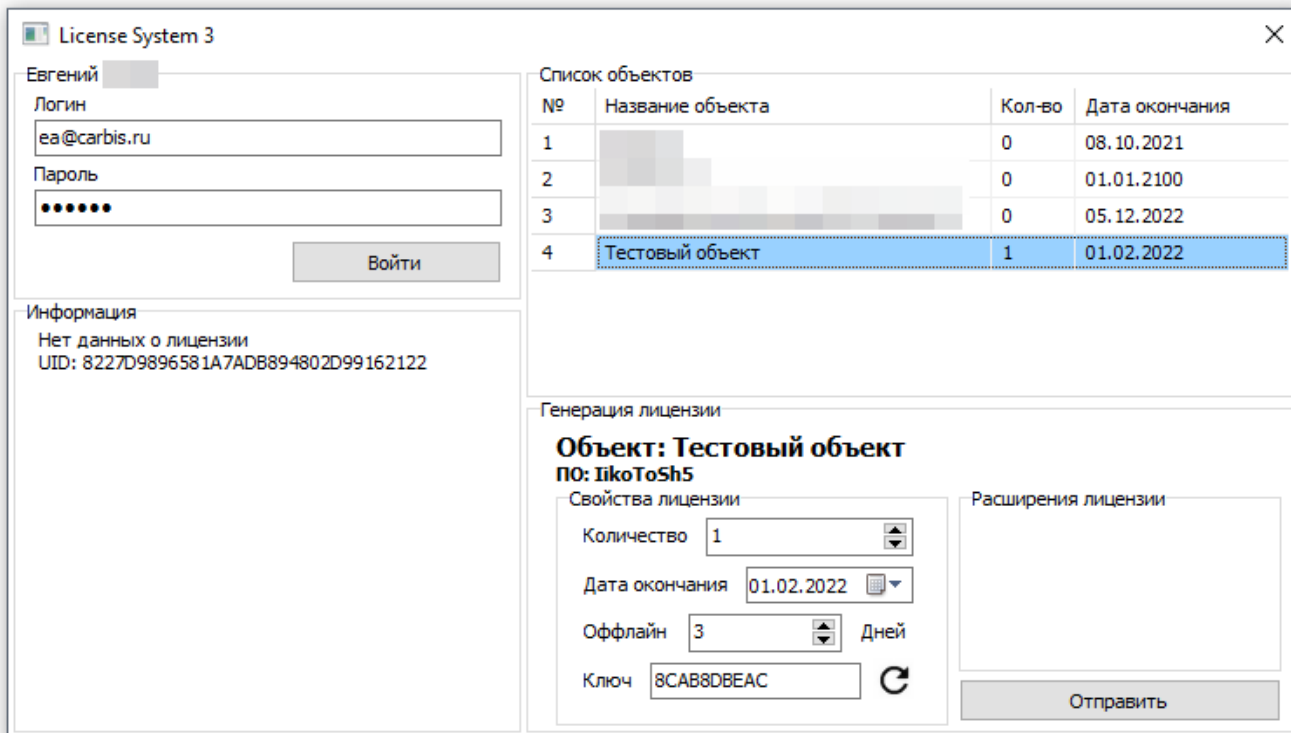 License System 3
Евгений
Логин
ea@carbis.ru
Пароль
••••••
Войти
Информация
Нет данных о лицензии
UID: 8227D9896581A7ADB894802D99162122
Список объектов
№ Название объекта Кол-во Дата окончания
1 0 08.10.2021
2 0 01.01.2100
3 0 05.12.2022
4 Тестовый объект 1 01.02.2022
Генерация лицензии
Объект: Тестовый объект
ПО: IikoToSh5
Свойства лицензии
Количество 1
Дата окончания 01.02.2022
Оффлайн 3 Дней
Ключ 8CAB8DBEAC
Расширения лицензии
Отправить